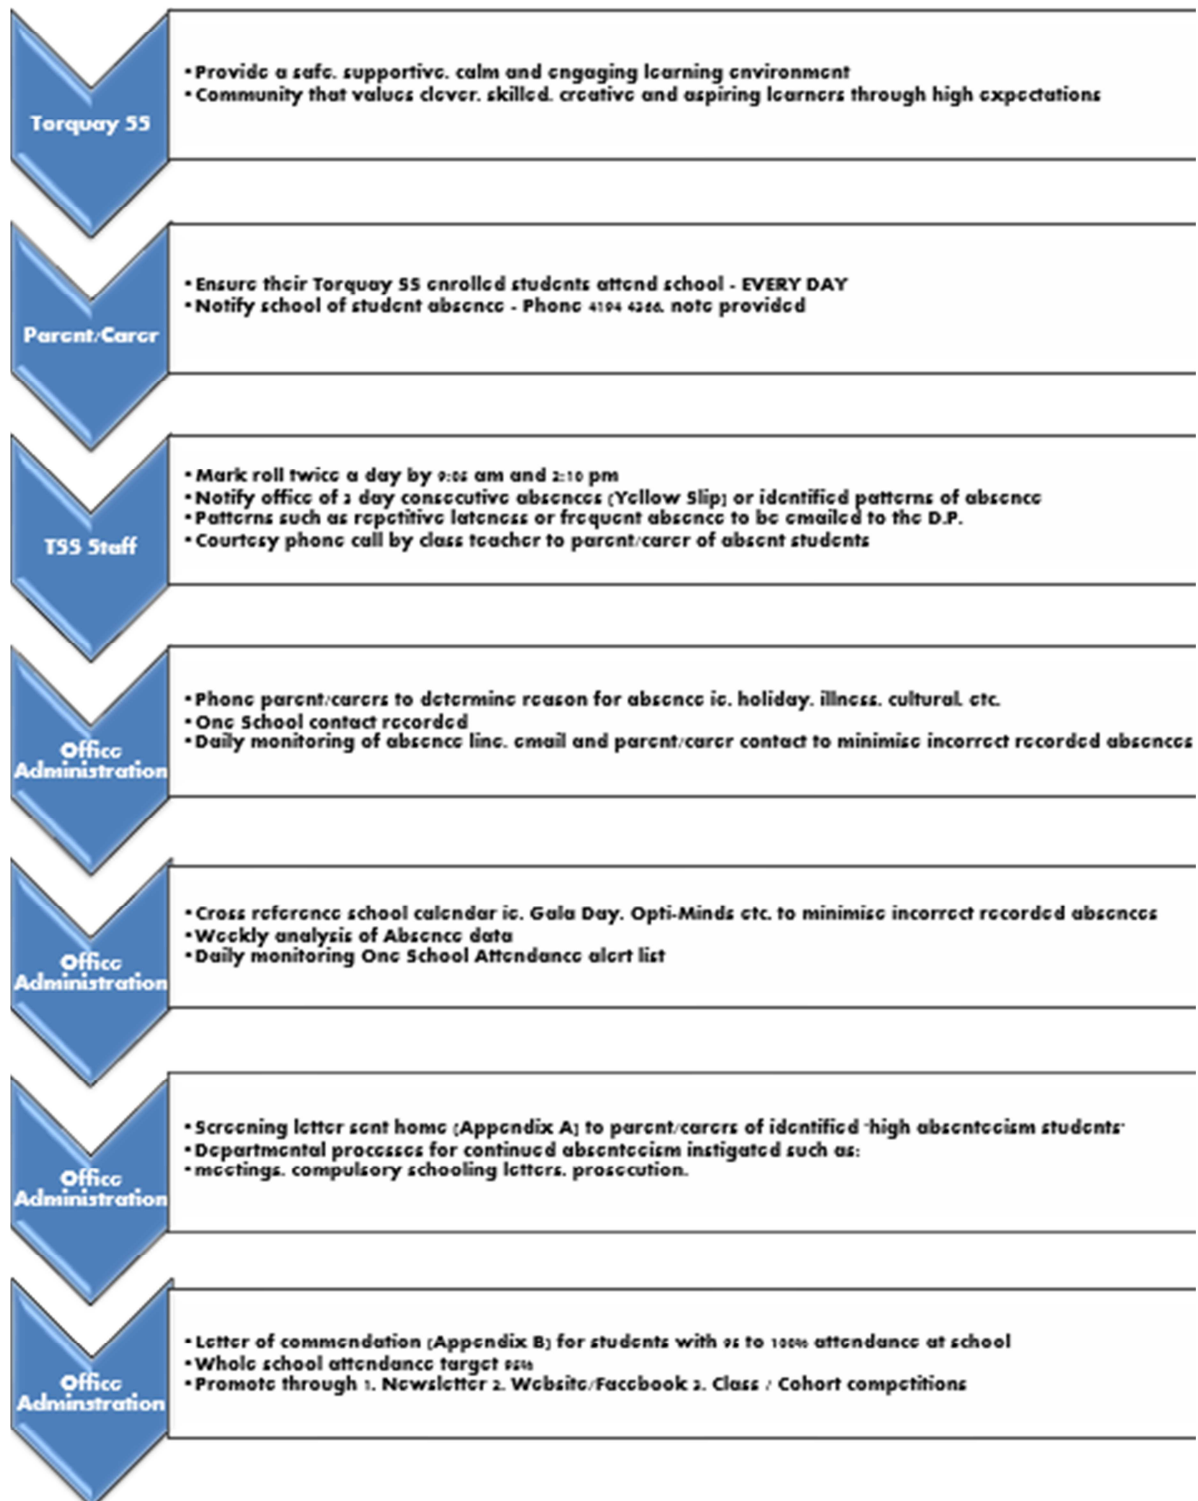 Torquay SS
• Provide a safe, supportive, calm and engaging learning environment
• Community that values clever, skilled, creative and aspiring learners through high expectations
Parent/Carer
• Ensure their Torquay SS enrolled students attend school - EVERY DAY
• Notify school of student absence - Phone 4194 4366, note provided
TSS Staff
• Mark roll twice a day by 9:05 am and 2:10 pm
• Notify office of 3 day consecutive absences (Yellow Slip) or identified patterns of absence
• Patterns such as repetitive lateness or frequent absence to be emailed to the D.P.
• Courtesy phone call by class teacher to parent/carer of absent students
Office
Administration
• Phone parent/carers to determine reason for absence ie. holiday, illness, cultural, etc.
• One School contact recorded
• Daily monitoring of absence line, email and parent/carer contact to minimise incorrect recorded absences
Office
Administration
• Cross reference school calendar ie. Gala Day, Opti-Minds etc. to minimise incorrect recorded absences
• Weekly analysis of Absence data
• Daily monitoring One School Attendance alert list
Office
Administration
• Screening letter sent home (Appendix A) to parent/carers of identified "high absenteeism students"
• Departmental processes for continued absenteeism instigated such as:
• meetings, compulsory schooling letters, prosecution.
Office
Adminstration
• Letter of commendation (Appendix B) for students with 95 to 100% attendance at school
• Whole school attendance target 95%
• Promote through 1. Newsletter 2. Website/Facebook 3. Class / Cohort competitions